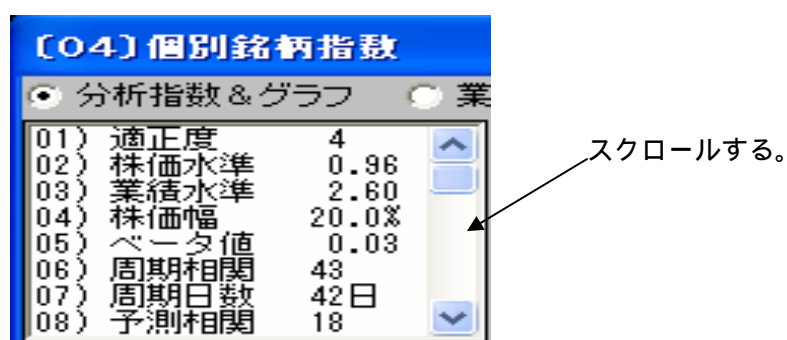 〔04〕個別銘柄指数
分析指数＆グラフ 業
01) 適正度 4
02) 株価水準 0.96
03) 業績水準 2.60
04) 株価幅 20.0%
05) ベータ値 0.03
06) 周期相関 43
07) 周期日数 42日
08) 予測相関 18
スクロールする。